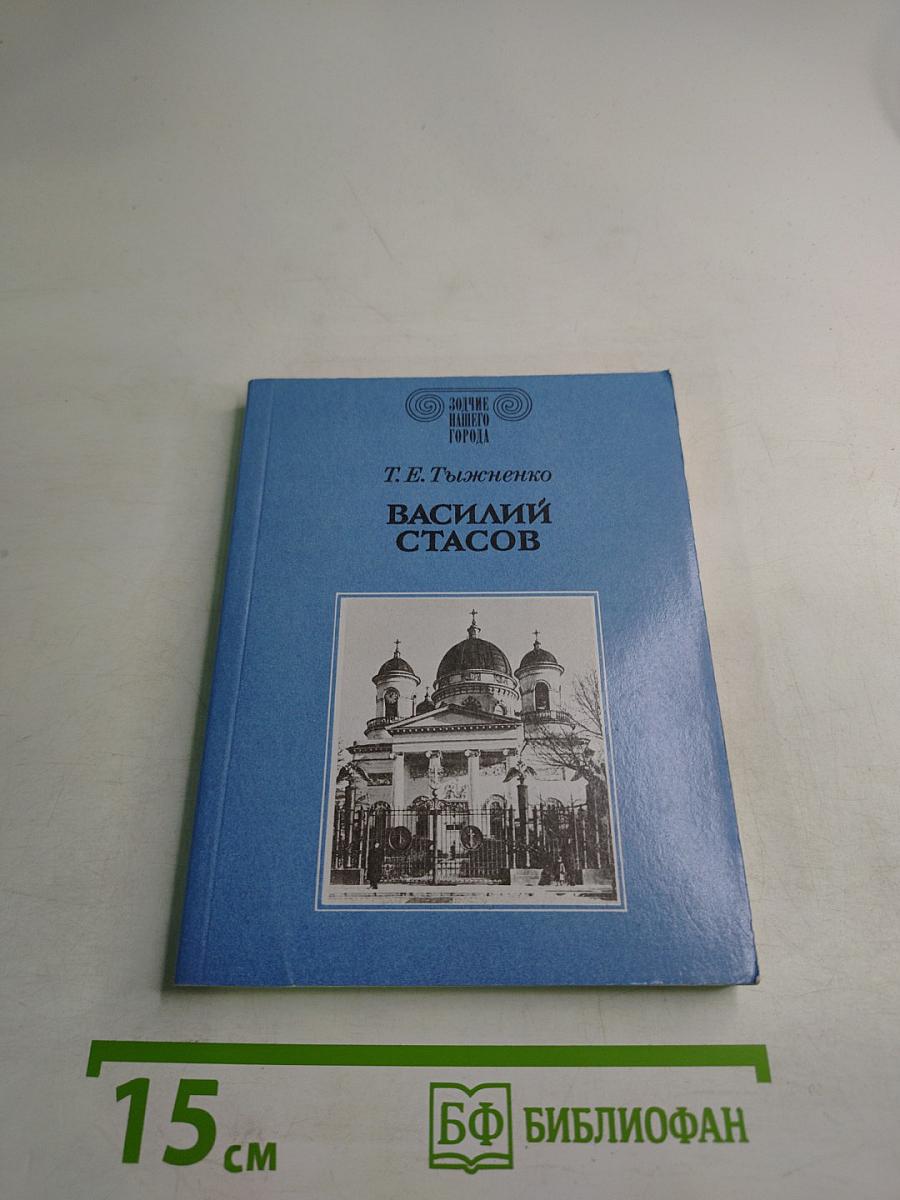 ЗОДЧИЕ
НАШЕГО
ГОРОДА
Т. Е. Тыжненко
ВАСИЛИЙ
СТАСОВ
15 см
БФ БИБЛИОФАН